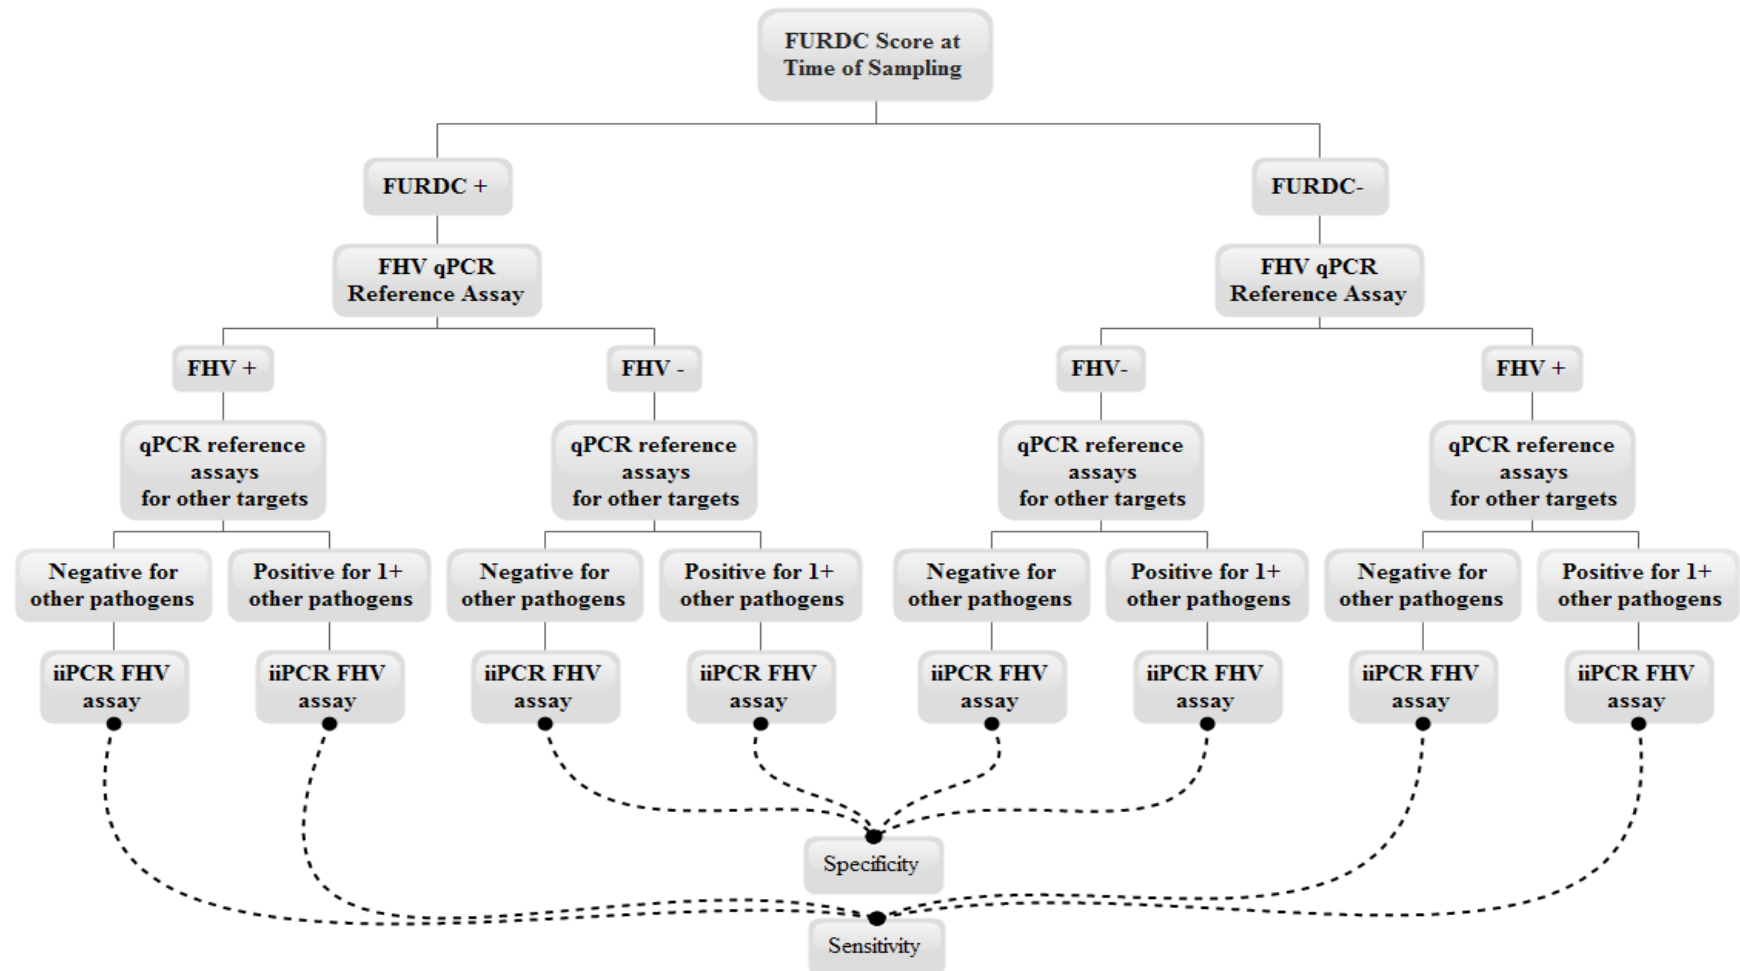 FURDC Score at
Time of Sampling
FURDC +
FURDC-
FHV qPCR
Reference Assay
FHV qPCR
Reference Assay
FHV +
FHV -
FHV-
FHV +
qPCR reference
assays
for other targets
qPCR reference
assays
for other targets
qPCR reference
assays
for other targets
qPCR reference
assays
for other targets
Negative for
other pathogens
Positive for 1+
other pathogens
Negative for
other pathogens
Positive for 1+
other pathogens
Negative for
other pathogens
Positive for 1+
other pathogens
Negative for
other pathogens
Positive for 1+
other pathogens
iiPCR FHV
assay
iiPCR FHV
assay
iiPCR FHV
assay
iiPCR FHV
assay
iiPCR FHV
assay
iiPCR FHV
assay
iiPCR FHV
assay
iiPCR FHV
assay
Specificity
Sensitivity